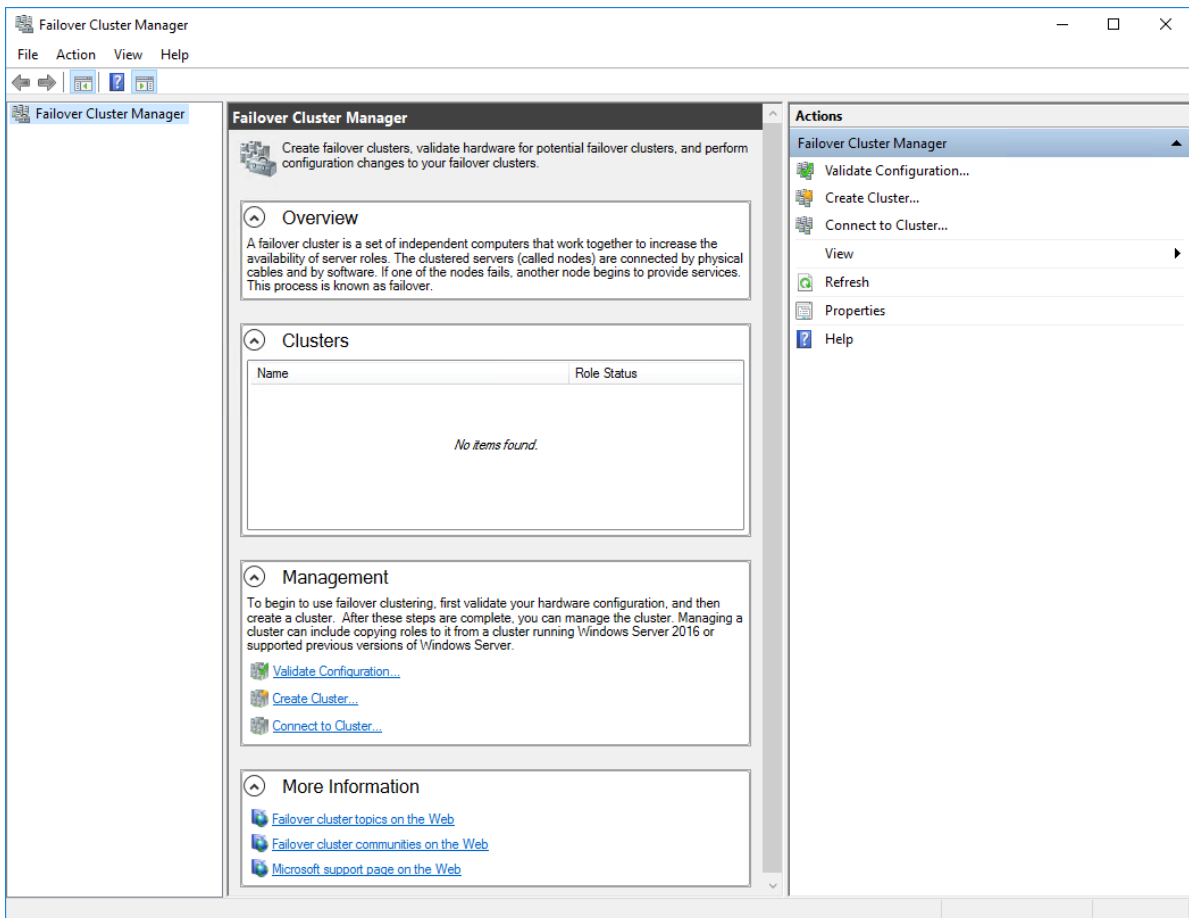 Failover Cluster Manager
File Action View Help
Failover Cluster Manager
Failover Cluster Manager
Create failover clusters, validate hardware for potential failover clusters, and perform
configuration changes to your failover clusters.
Overview
A failover cluster is a set of independent computers that work together to increase the
availability of server roles. The clustered servers (called nodes) are connected by physical
cables and by software. If one of the nodes fails, another node begins to provide services.
This process is known as failover.
Clusters
Name Role Status
No items found.
Management
To begin to use failover clustering, first validate your hardware configuration, and then
create a cluster. After these steps are complete, you can manage the cluster. Managing a
cluster can include copying roles to it from a cluster running Windows Server 2016 or
supported previous versions of Windows Server.
Validate Configuration...
Create Cluster...
Connect to Cluster...
More Information
Failover cluster topics on the Web
Failover cluster communities on the Web
Microsoft support page on the Web
Actions
Failover Cluster Manager
Validate Configuration...
Create Cluster...
Connect to Cluster...
View
Refresh
Properties
Help